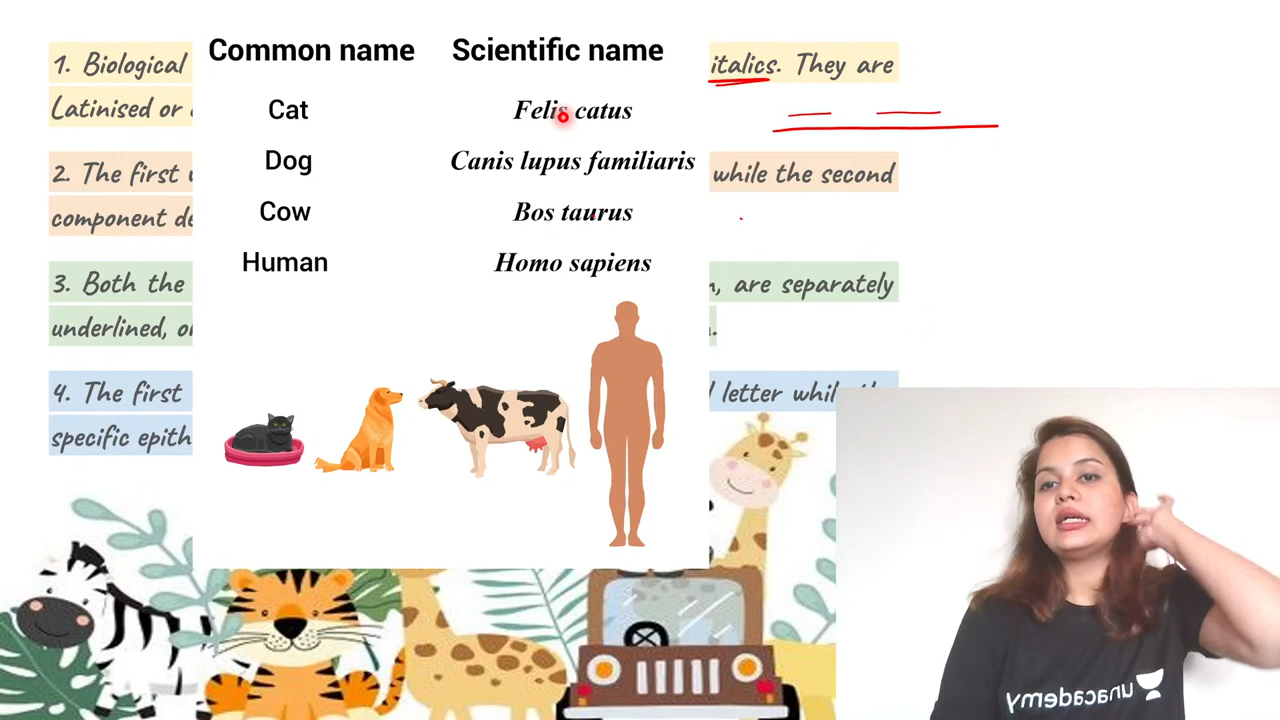 Common name Scientific name
1. Biological italics. They are
Latinised or
Cat Felis catus
2. The first while the second
Dog Canis lupus familiaris
component de
Cow Bos taurus
Human Homo sapiens
3. Both the are separately
underlined, or
4. The first letter whil
specific epith
unacademy